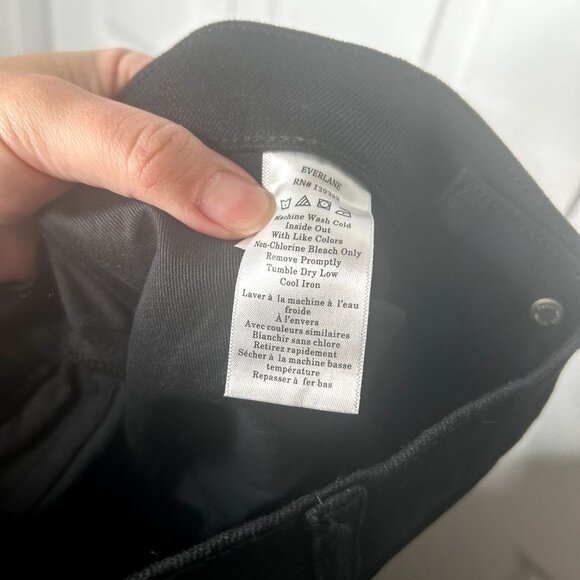 EVERLANE
RN# 139393
Machine Wash Cold
Inside Out
With Like Colors
Non-Chlorine Bleach Only
Remove Promptly
Tumble Dry Low
Cool Iron
Laver à la machine à l'eau
froide
À l'envers
Avec couleurs similaires
Blanchir sans chlore
Retirez rapidement
Sécher à la machine basse
température
Repasser à fer bas